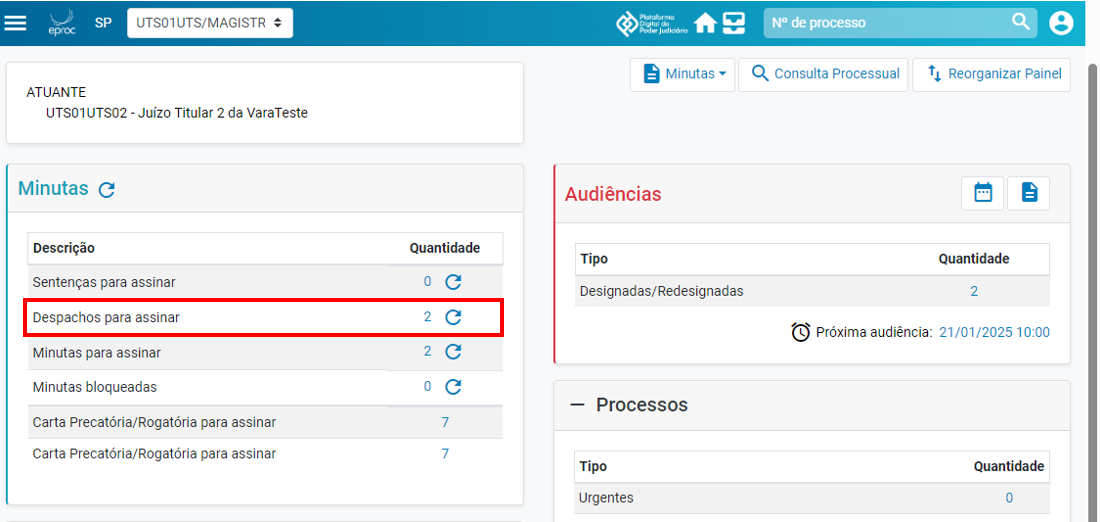 eproc
SP
UTS01UTS/MAGISTR
Plataforma
Digital do
Poder Judiciário
Nº de processo
Minutas
Consulta Processual
Reorganizar Painel
ATUANTE
UTS01UTS02 - Juízo Titular 2 da VaraTeste
Minutas
Descrição Quantidade
Sentenças para assinar 0
Despachos para assinar 2
Minutas para assinar 2
Minutas bloqueadas 0
Carta Precatória/Rogatória para assinar 7
Carta Precatória/Rogatória para assinar 7
Audiências
Tipo Quantidade
Designadas/Redesignadas 2
Próxima audiência: 21/01/2025 10:00
Processos
Tipo Quantidade
Urgentes 0